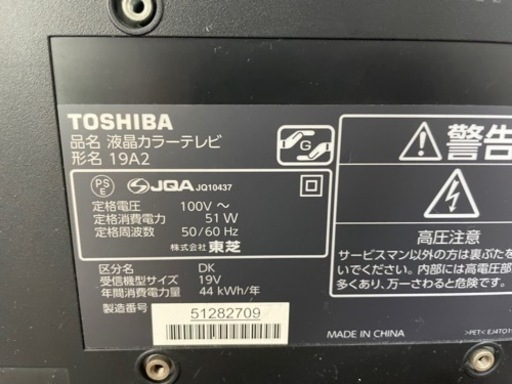 TOSHIBA
品名 液晶カラーテレビ
形名 19A2
G
PS
E
JQA JQ10437
定格電圧 100V ～
定格消費電力 51W
定格周波数 50/60 Hz
株式会社 東芝
区分名 DK
受信機型サイズ 19V
年間消費電力量 44 kWh/年
製造番号 51282709
警告
高圧注意
サービスマン以外の方は裏ぶたを
いでください。内部には高電圧部
多くあり、万一さわると危険です。
MADE IN CHINA
>PET<